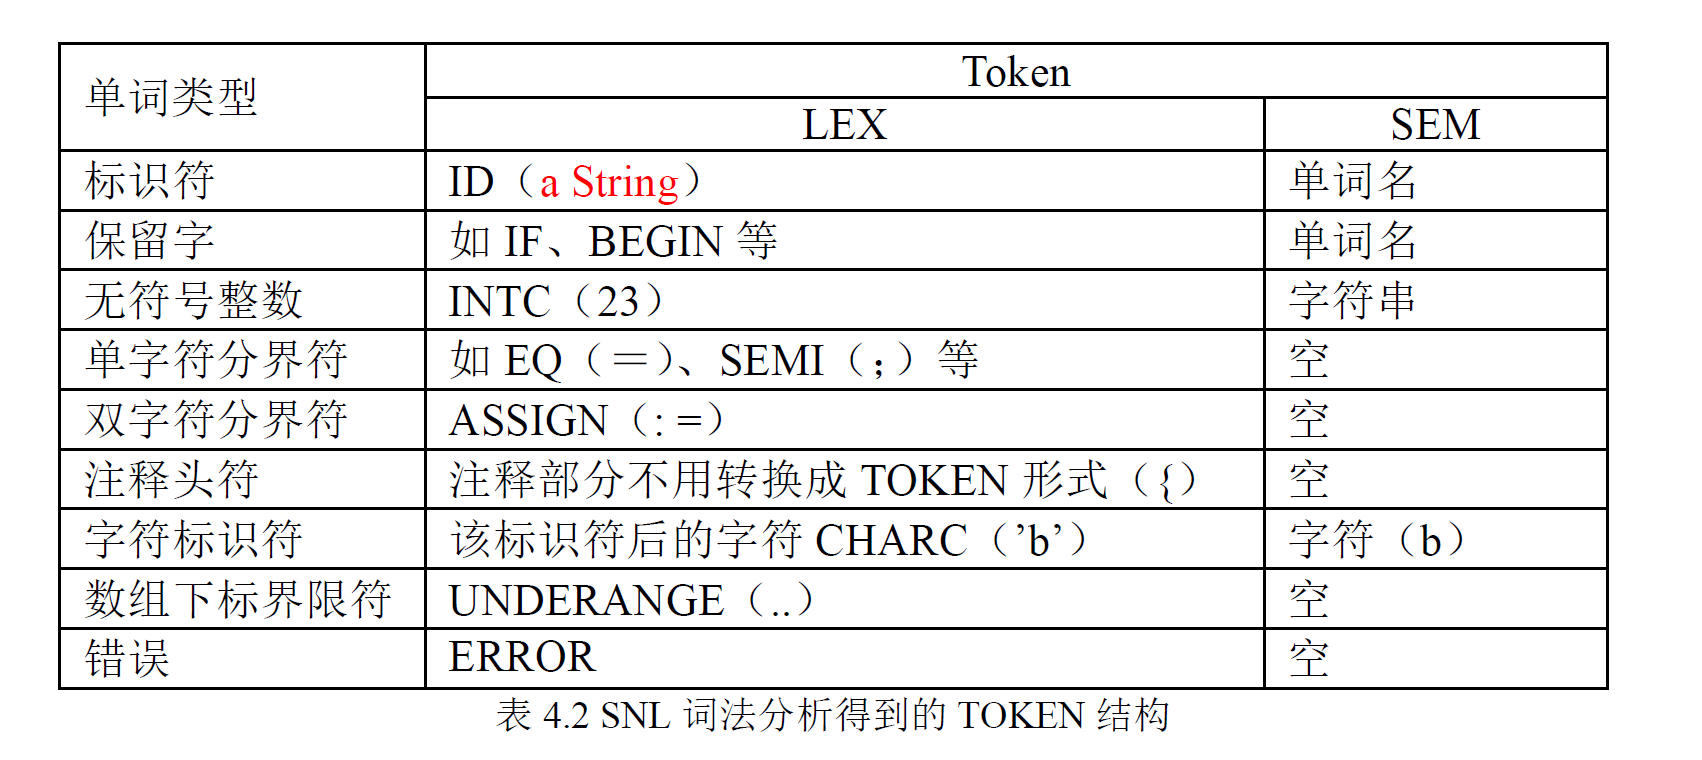 单词类型 Token
LEX SEM
标识符 ID（a String） 单词名
保留字 如 IF、BEGIN 等 单词名
无符号整数 INTC（23） 字符串
单字符分界符 如 EQ（＝）、SEMI（；）等 空
双字符分界符 ASSIGN（: =） 空
注释头符 注释部分不用转换成 TOKEN 形式（{） 空
字符标识符 该标识符后的字符 CHARC（’b’） 字符（b）
数组下标界限符 UNDERANGE（..） 空
错误 ERROR 空
表 4.2 SNL 词法分析得到的 TOKEN 结构